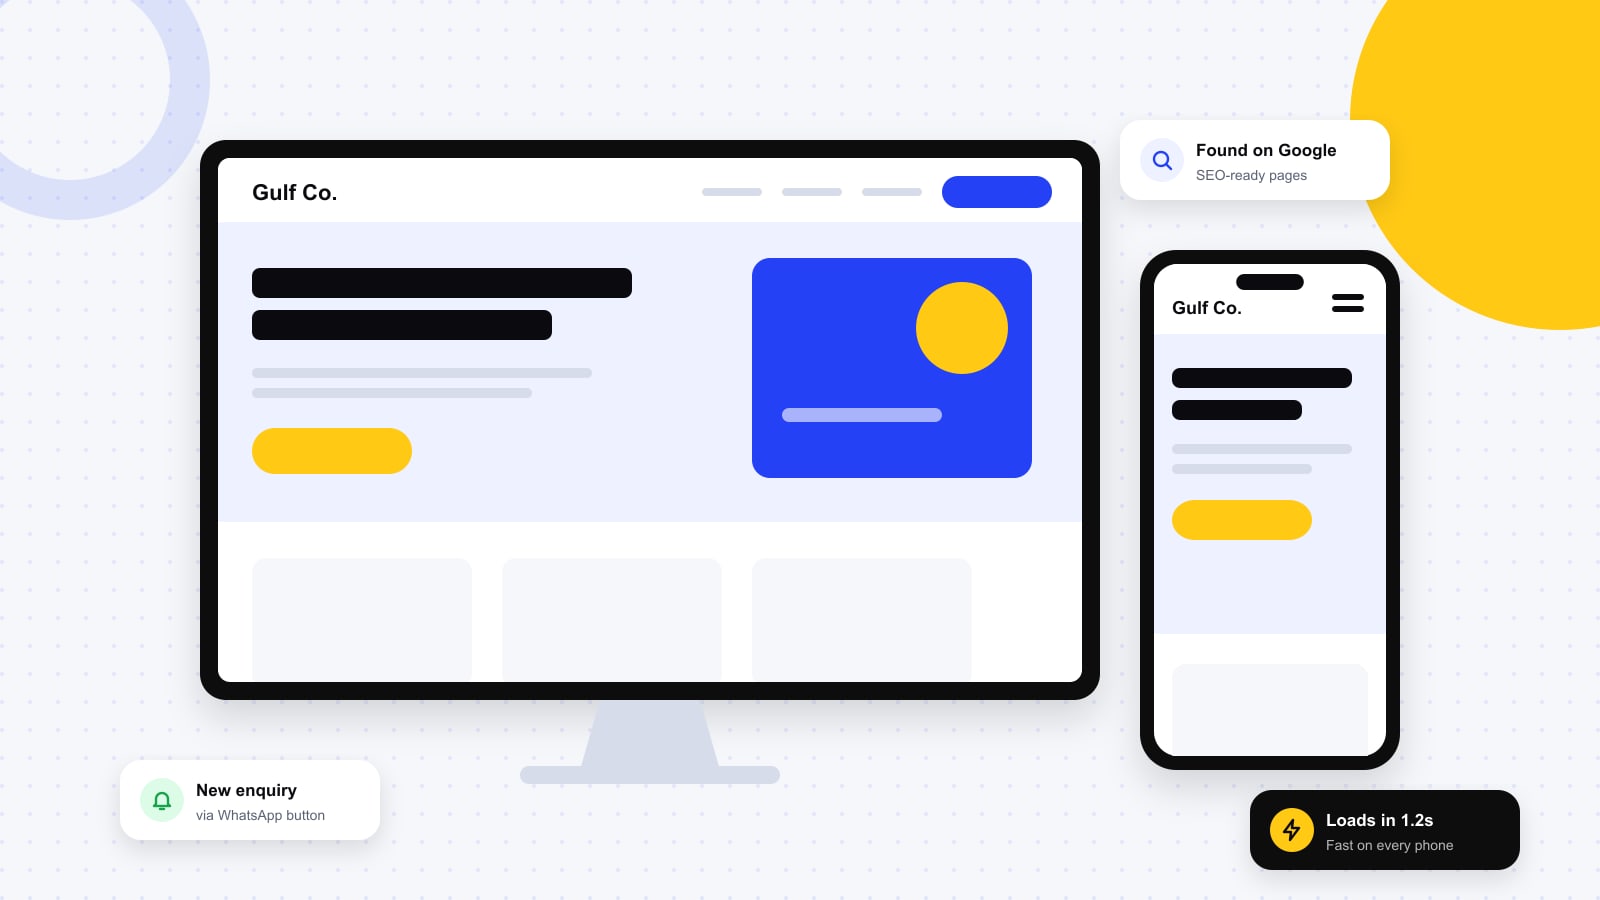 Found on Google
SEO-ready pages
Gulf Co.
Gulf Co.
New enquiry
via WhatsApp button
Loads in 1.2s
Fast on every phone